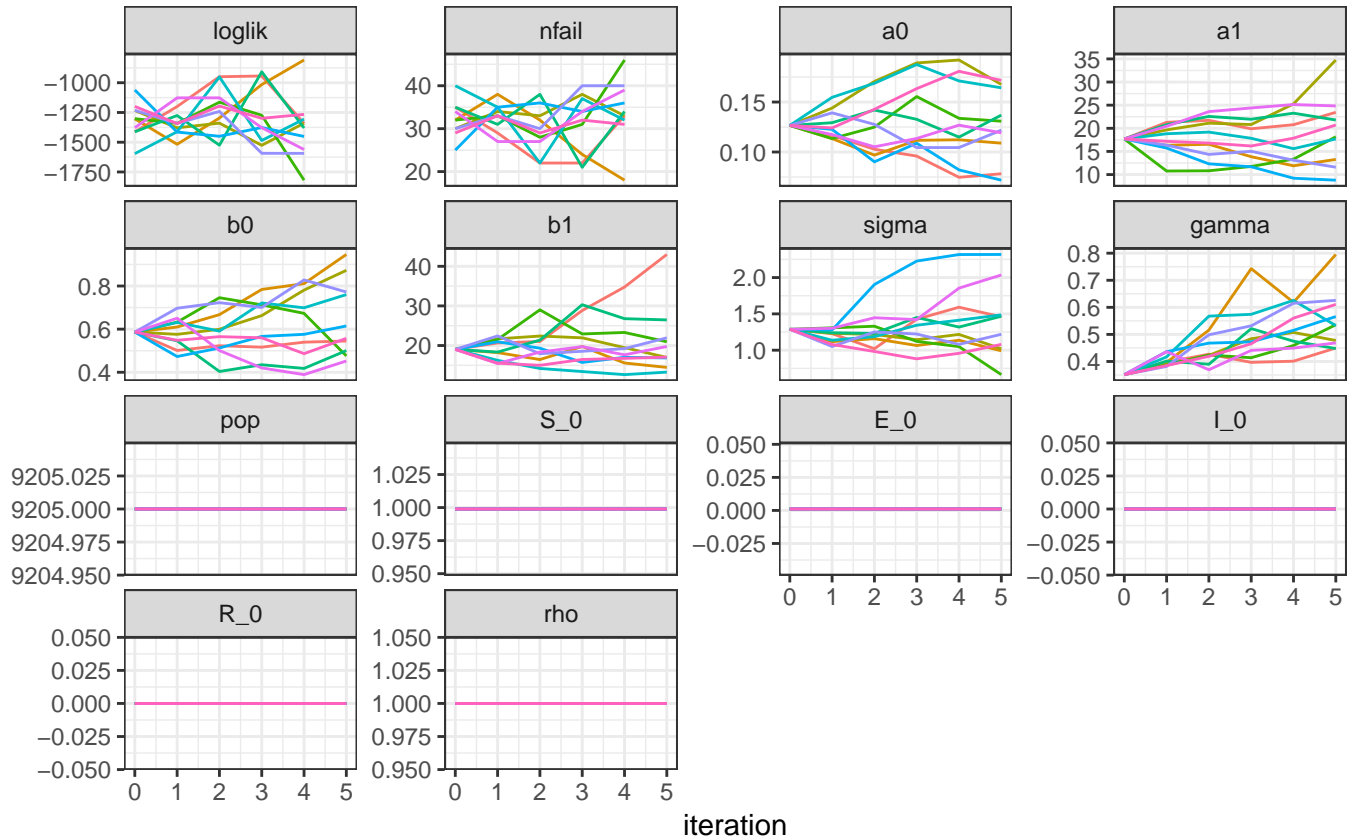 loglik nfail a0 a1
−1000 −1250 −1500 −1750
40 30 20
0.15 0.10
35 30 25 20 15 10
b0 b1 sigma gamma
0.8 0.6 0.4
40 30 20
2.0 1.5 1.0
0.8 0.7 0.6 0.5 0.4
pop S_0 E_0 I_0
9205.025 9205.000 9204.975 9204.950
1.025 1.000 0.975 0.950
0.050 0.025 0.000 −0.025
0.050 0.025 0.000 −0.025 −0.050
0 1 2 3 4 5 0 1 2 3 4 5
R_0 rho
0.050 0.025 0.000 −0.025 −0.050
1.050 1.025 1.000 0.975 0.950
0 1 2 3 4 5 0 1 2 3 4 5
iteration